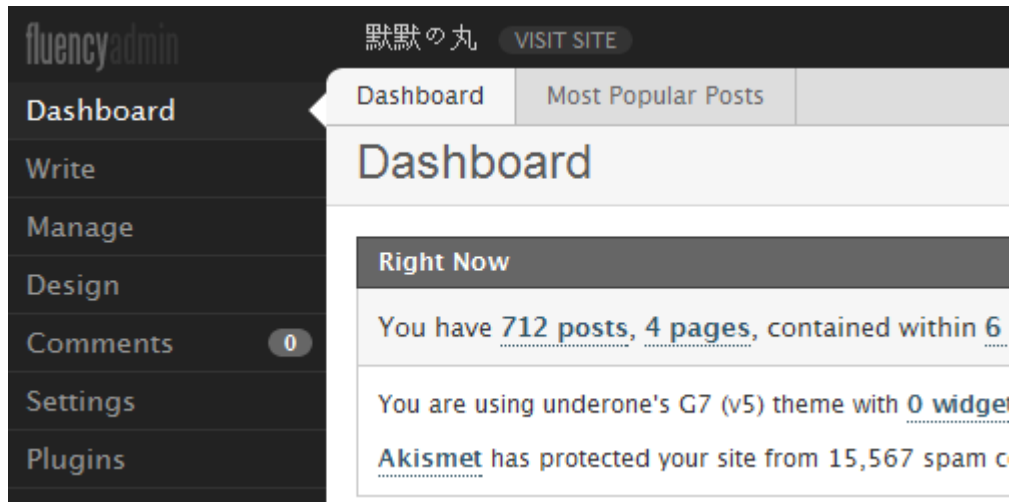 fluencyadmin
默默の丸 VISIT SITE
Dashboard
Write
Manage
Design
Comments 0
Settings
Plugins
Dashboard Most Popular Posts
Dashboard
Right Now
You have 712 posts, 4 pages, contained within 6
You are using underone's G7 (v5) theme with 0 widget
Akismet has protected your site from 15,567 spam